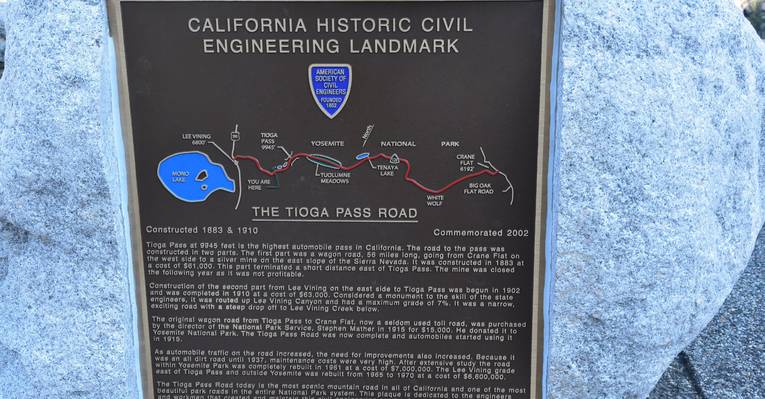 CALIFORNIA HISTORIC CIVIL
ENGINEERING LANDMARK
AMERICAN
SOCIETY OF
CIVIL
ENGINEERS
FOUNDED
1852
LEE VINING
6800'
TIOGA
PASS
9945'
YOSEMITE
North
NATIONAL
PARK
CRANE
FLAT
6192'
MONO
LAKE
YOU ARE
HERE
TUOLUMNE
MEADOWS
TENAYA
LAKE
WHITE
WOLF
BIG OAK
FLAT ROAD
THE TIOGA PASS ROAD
Constructed 1883 & 1910
Commemorated 2002
Tioga Pass at 9945 feet is the highest automobile pass in California. The road to the pass was
constructed in two parts. The first part was a wagon road, 56 miles long, going from Crane Flat on
the west side to a silver mine on the east slope of the Sierra Nevada. It was constructed in 1883 at
a cost of $61,000. This part terminated a short distance east of Tioga Pass. The mine was closed
the following year as it was not profitable.
Construction of the second part from Lee Vining on the east side to Tioga Pass was begun in 1902
and was completed in 1910 at a cost of $63,000. Considered a monument to the skill of the state
engineers, it was routed up Lee Vining Canyon and had a maximum grade of 7%. It was a narrow,
exciting road with a steep drop off to Lee Vining Creek below.
The original wagon road from Tioga Pass to Crane Flat, now a seldom used toll road, was purchased
by the director of the National Park Service, Stephen Mather in 1915 for $15,000. He donated it to
Yosemite National Park. The Tioga Pass Road was now complete and automobiles started using it
in 1915.
As automobile traffic on the road increased, the need for improvements also increased. Because it
was an all dirt road until 1937, maintenance costs were very high. After extensive study the road
within Yosemite Park was completely rebuilt in 1961 at a cost of $7,000,000. The Lee Vining grade
east of Tioga Pass and outside Yosemite was rebuilt from 1965 to 1970 at a cost of $6,600,000.
The Tioga Pass Road today is the most scenic mountain road in all of California and one of the most
beautiful park roads in the entire National Park system. This plaque is dedicated to the engineers